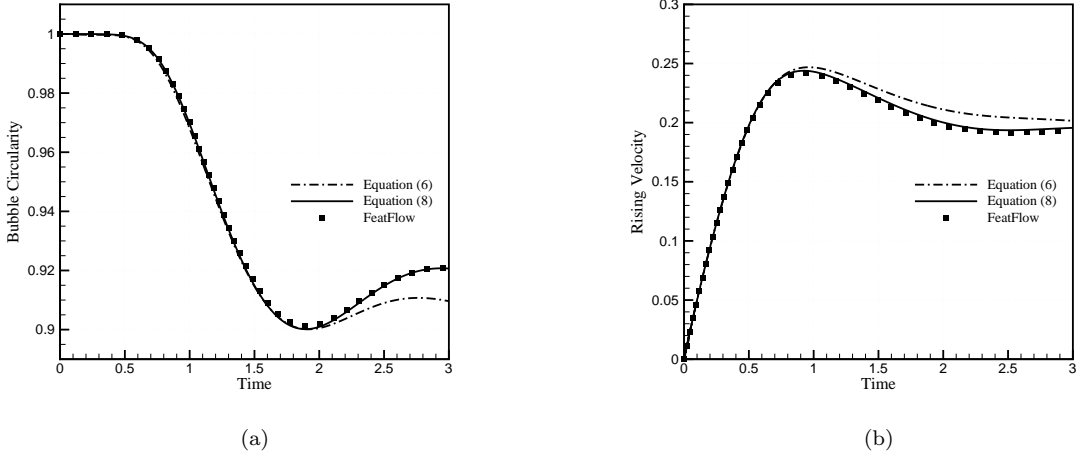 1
0.98
0.96
0.94
0.92
0.9
0
0.5
1
1.5
2
2.5
3
Time
Bubble Circularity
Equation (6)
Equation (8)
FeatFlow
(a)
0.3
0.25
0.2
0.15
0.1
0.05
0
0
0.5
1
1.5
2
2.5
3
Time
Rising Velocity
Equation (6)
Equation (8)
FeatFlow
(b)